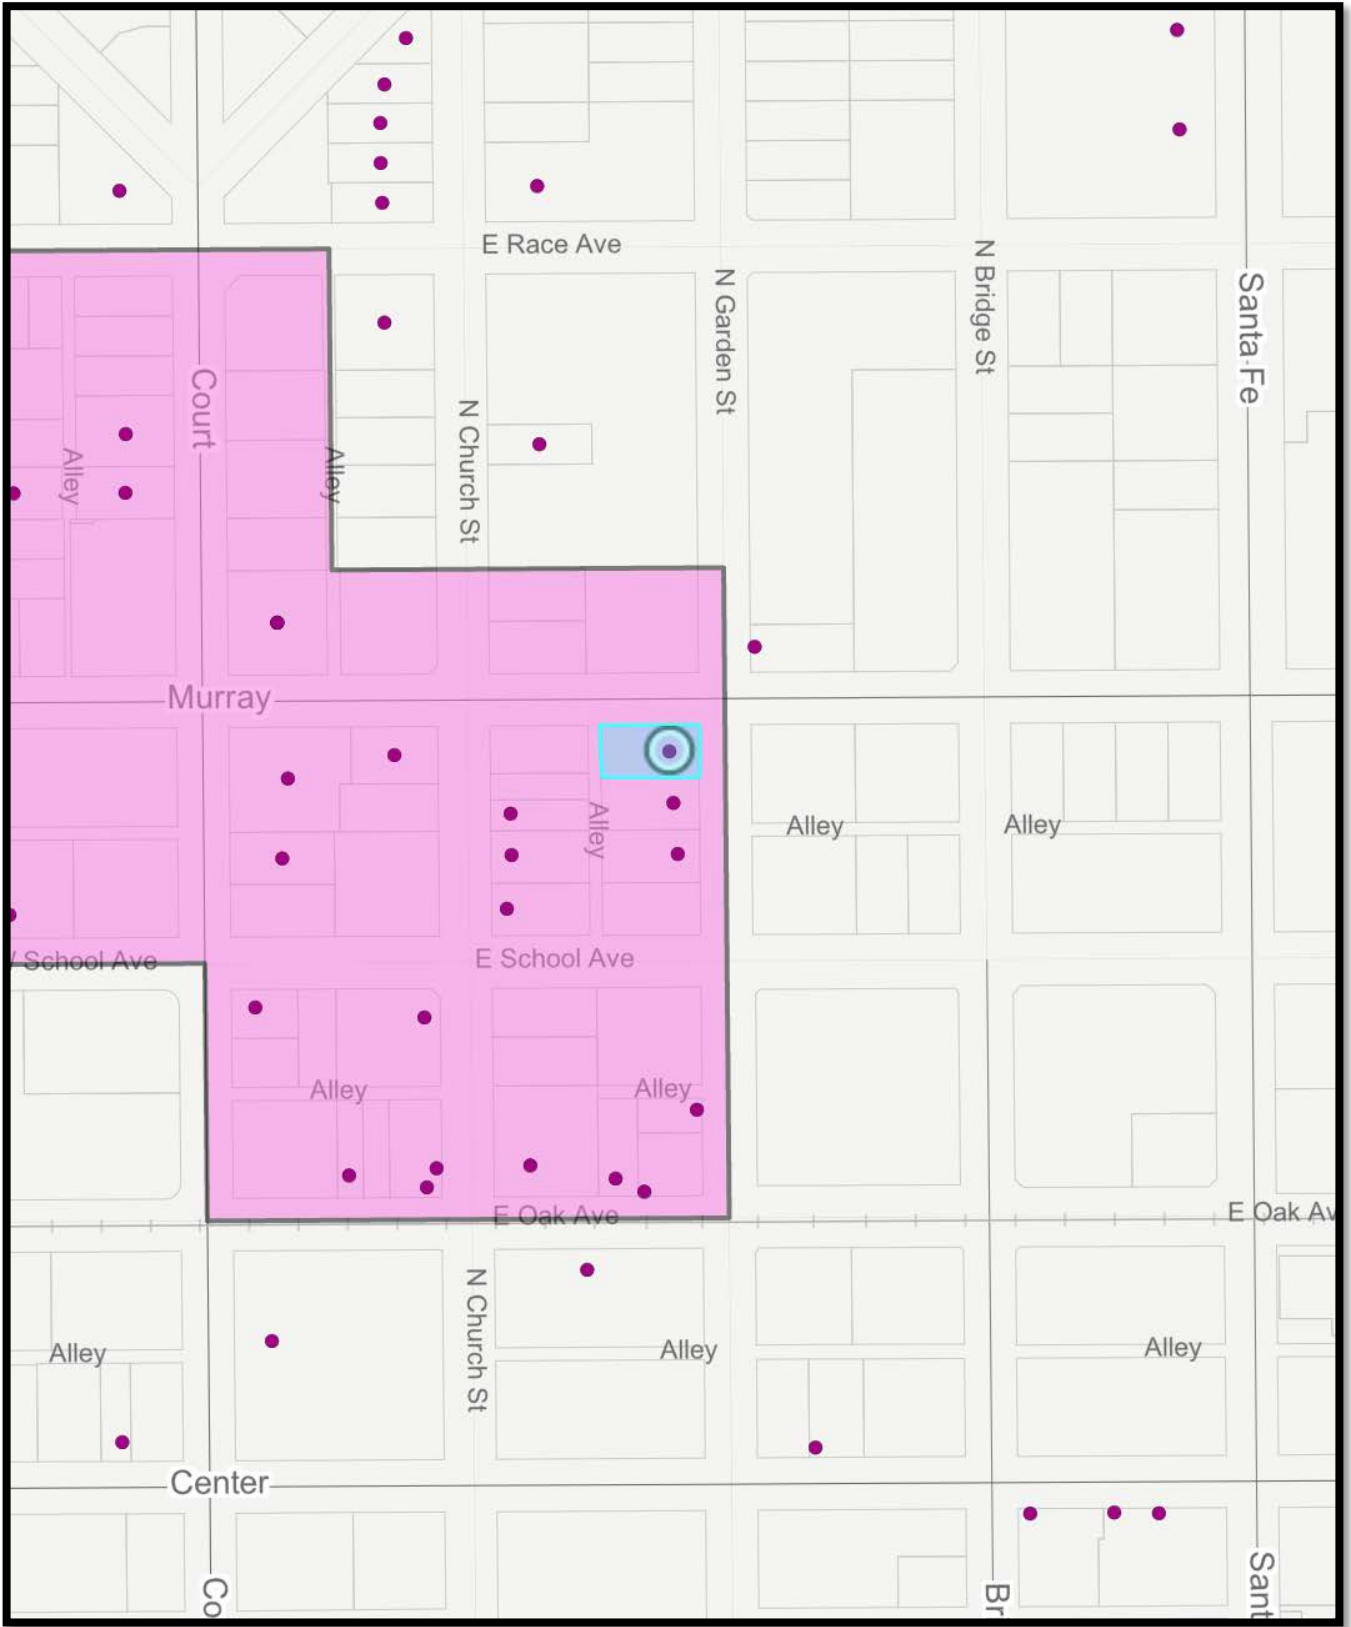 E Race Ave
N Garden St
N Bridge St
Santa Fe
Court
N Church St
Alley
Alley
Murray
Alley
Alley
Alley
School Ave
E School Ave
Alley
Alley
E Oak Ave
E Oak Av
N Church St
Alley
Alley
Alley
Center
Co
Br
Sant